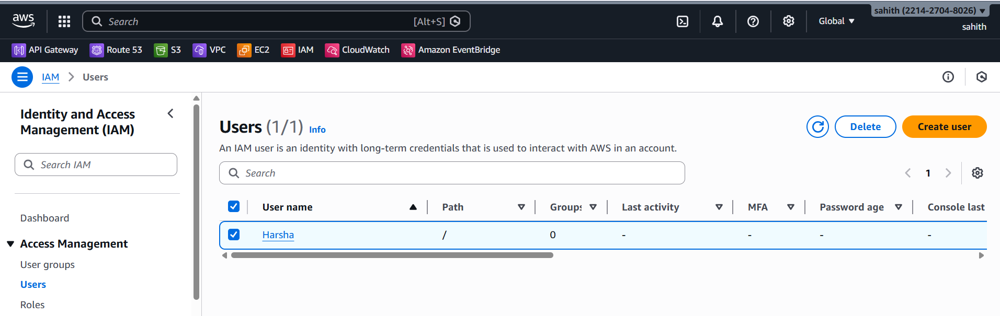 aws
Search
[Alt+S]
Global
sahith (2214-2704-8026)
sahith
API Gateway
Route 53
S3
VPC
EC2
IAM
CloudWatch
Amazon EventBridge
IAM
Users
Identity and Access
Management (IAM)
Search IAM
Dashboard
Access Management
User groups
Users
Roles
Users (1/1) Info
Delete
Create user
An IAM user is an identity with long-term credentials that is used to interact with AWS in an account.
Search
1
User name
Path
Groups
Last activity
MFA
Password age
Console last
Harsha
/
0
-
-
-
-